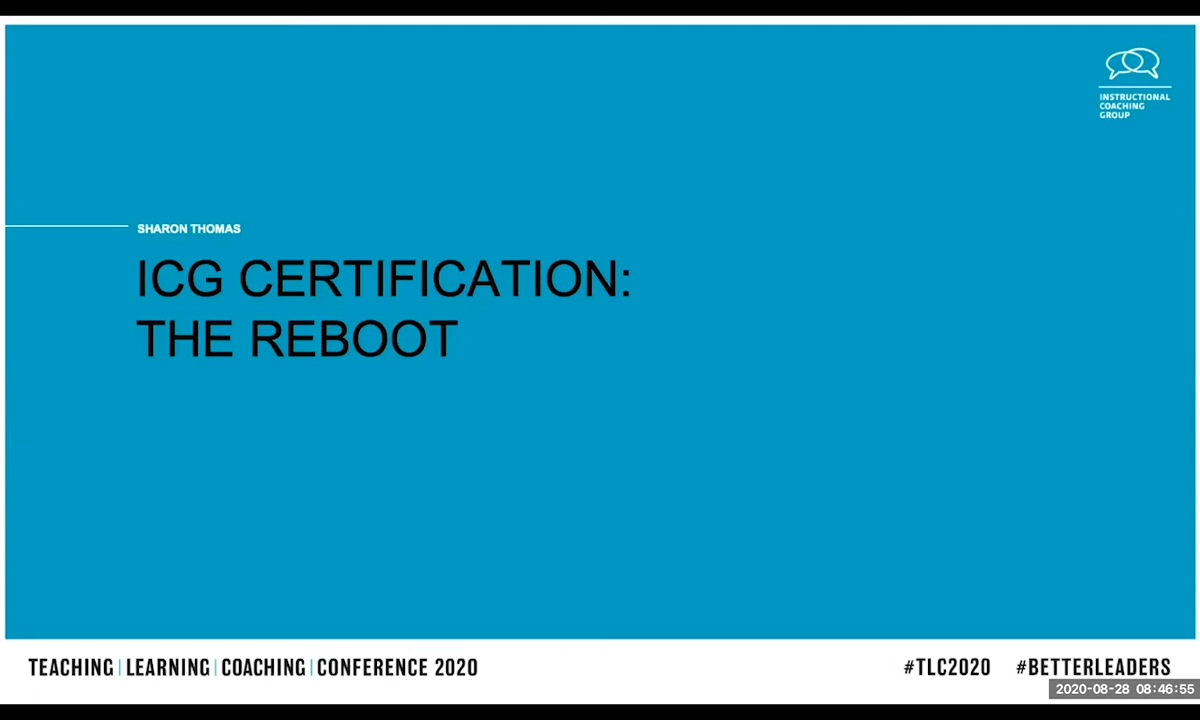 INSTRUCTIONAL
COACHING
GROUP
SHARON THOMAS
ICG CERTIFICATION:
THE REBOOT
TEACHING | LEARNING | COACHING | CONFERENCE 2020
#TLC2020 #BETTERLEADERS
2020-08-28 08:46:55